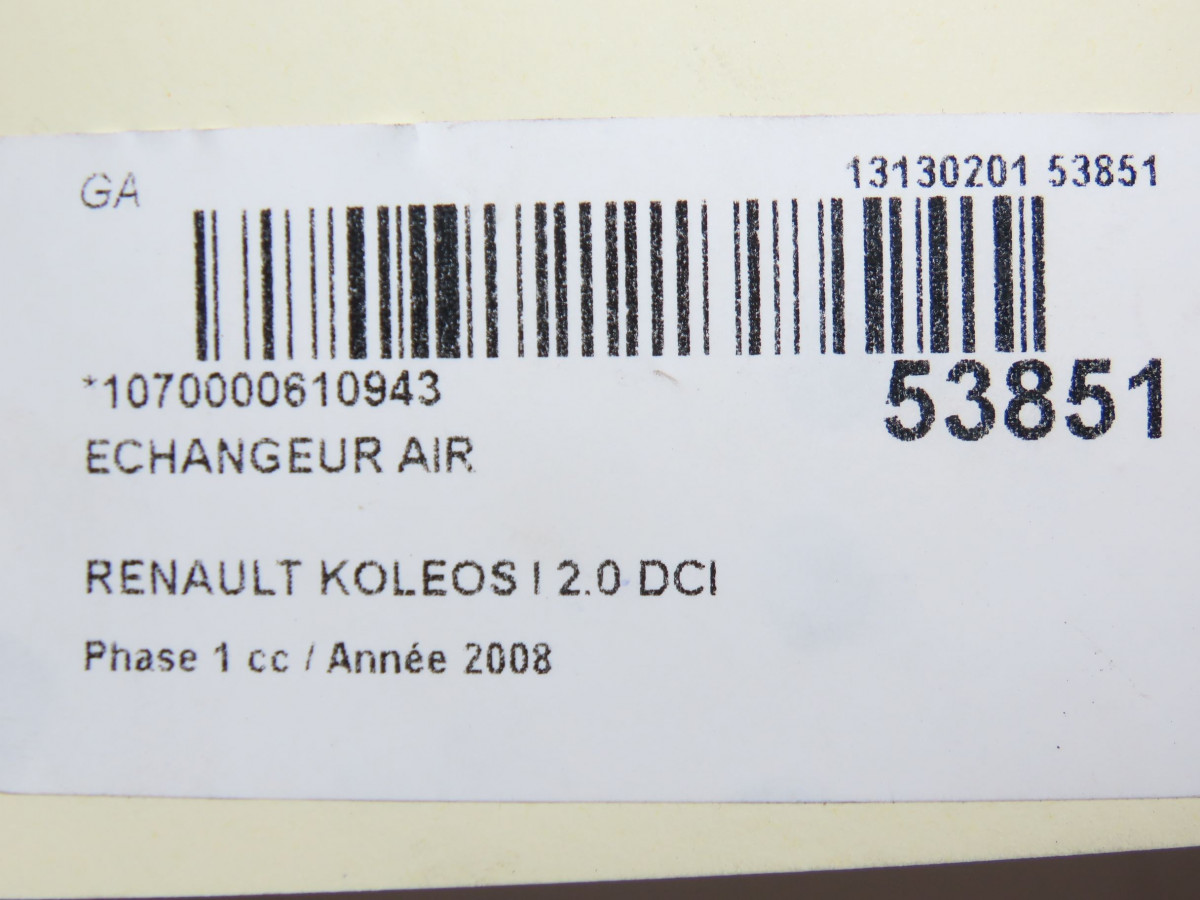 GA
13130201 53851
*1070000610943
53851
ECHANGEUR AIR
RENAULT KOLEOS I 2.0 DCI
Phase 1 cc / Année 2008